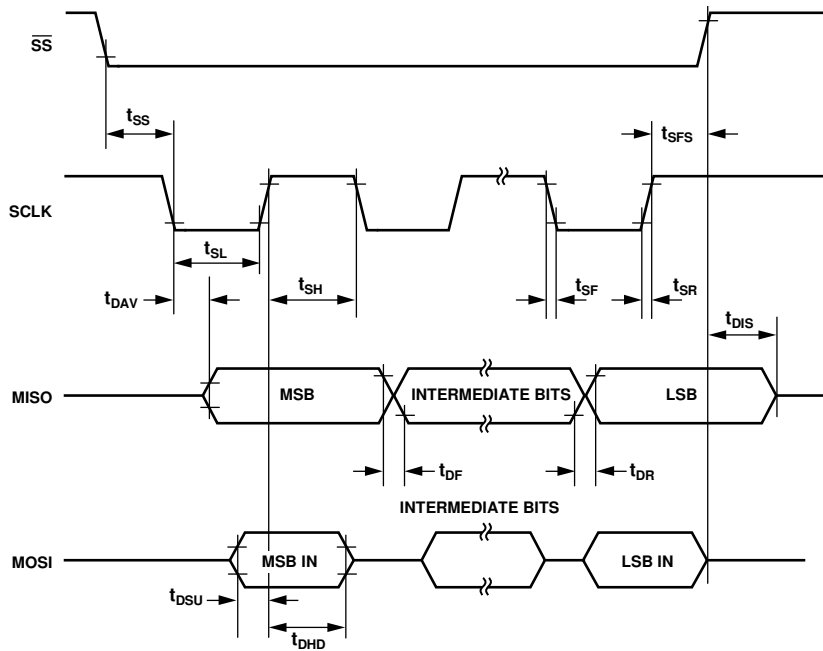 SS
tSS
tSFS
SCLK
tSL
tSH
tSF
tSR
tDAV
tDIS
MISO
MSB
INTERMEDIATE BITS
LSB
tDF
tDR
INTERMEDIATE BITS
MOSI
MSB IN
LSB IN
tDSU
tDHD